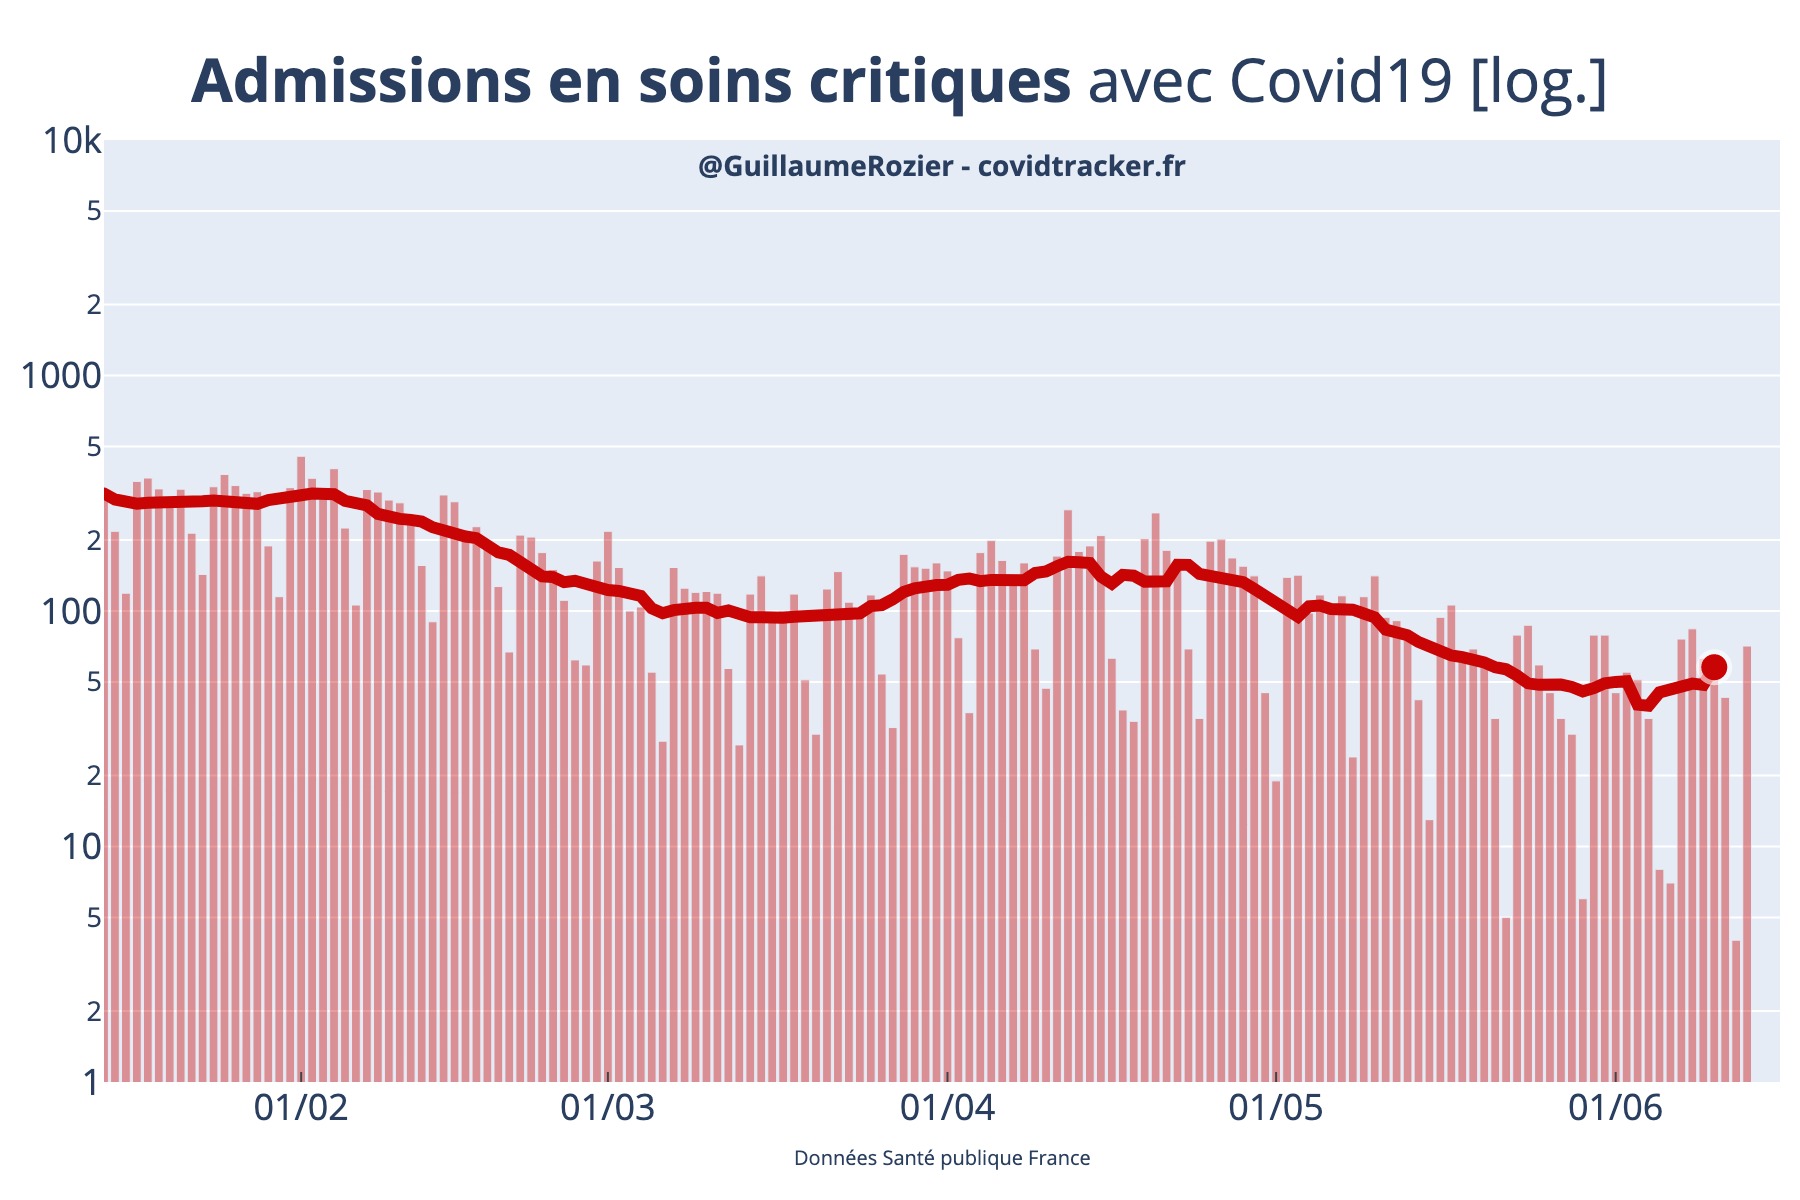 Admissions en soins critiques avec Covid19 [log.]
@GuillaumeRozier - covidtracker.fr
10k
5
2
1000
5
2
100
5
2
10
5
2
1
01/02 01/03 01/04 01/05 01/06
Données Santé publique France